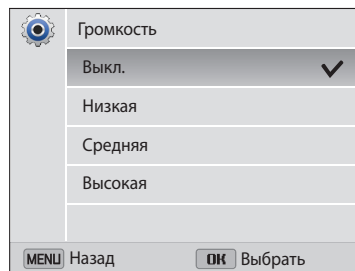 Громкость
Выкл.
Низкая
Средняя
Высокая
MENU Назад OK Выбрать